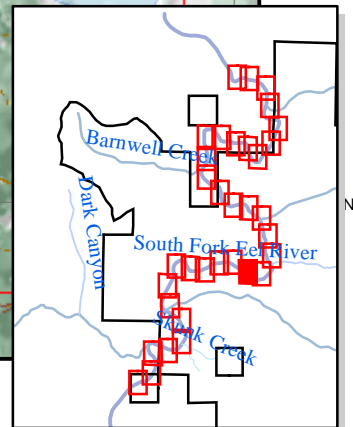 Barnwell Creek
Dark Canyon
N
South Fork Eel River
Skunk Creek